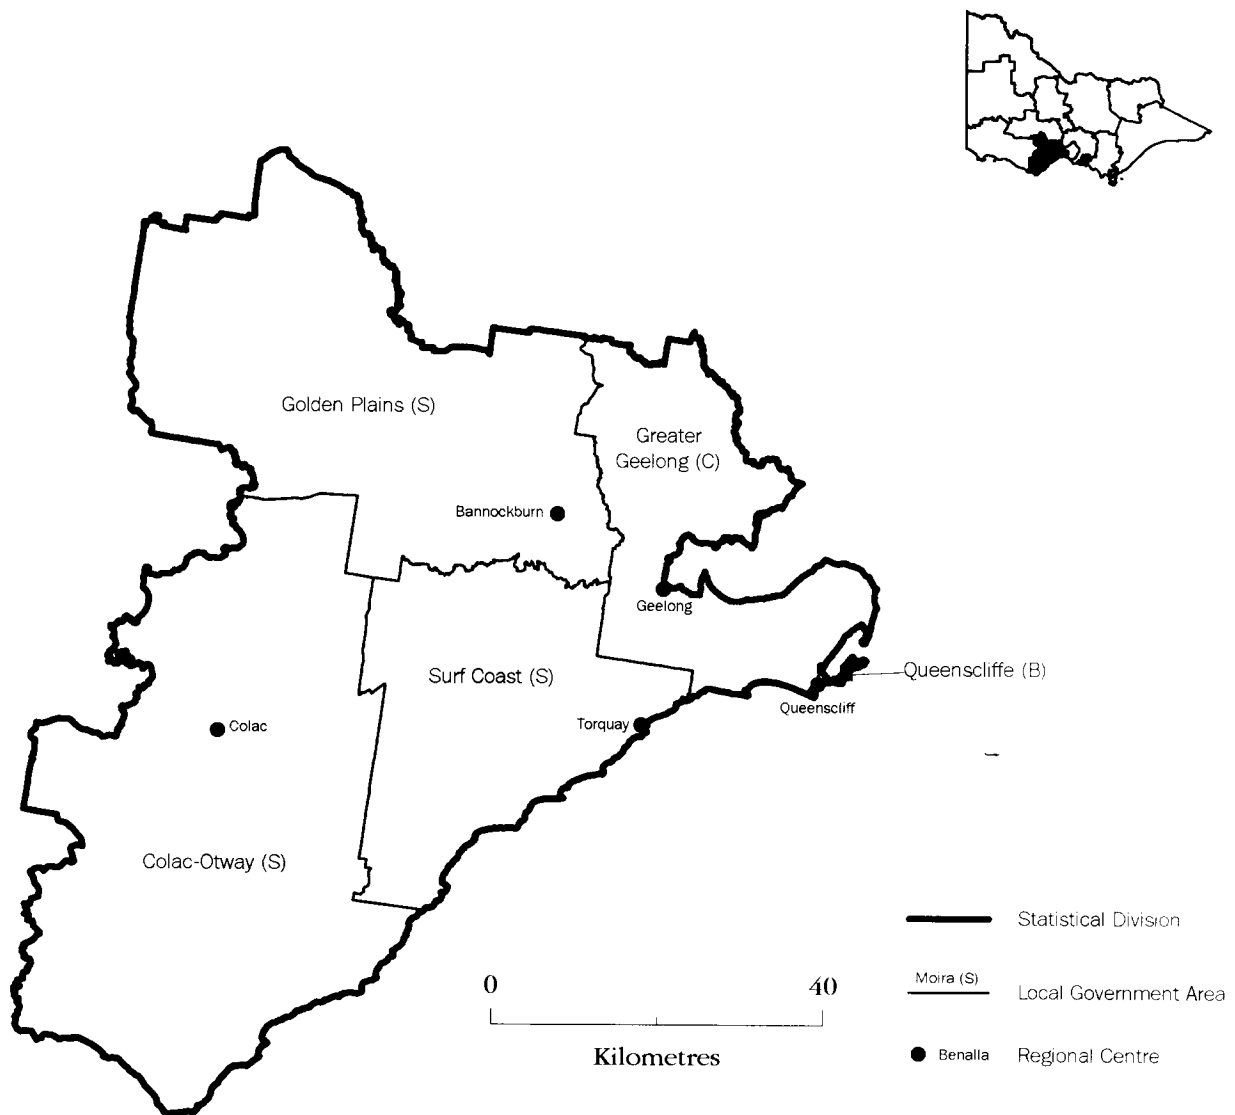 Golden Plains (S)
Greater
Geelong (C)
Bannockburn
Geelong
Surf Coast (S)
Queenscliffe (B)
Queenscliff
Torquay
Colac
Colac-Otway (S)
Statistical Division
0
40
Kilometres
Moira (S)
Local Government Area
Benalla
Regional Centre